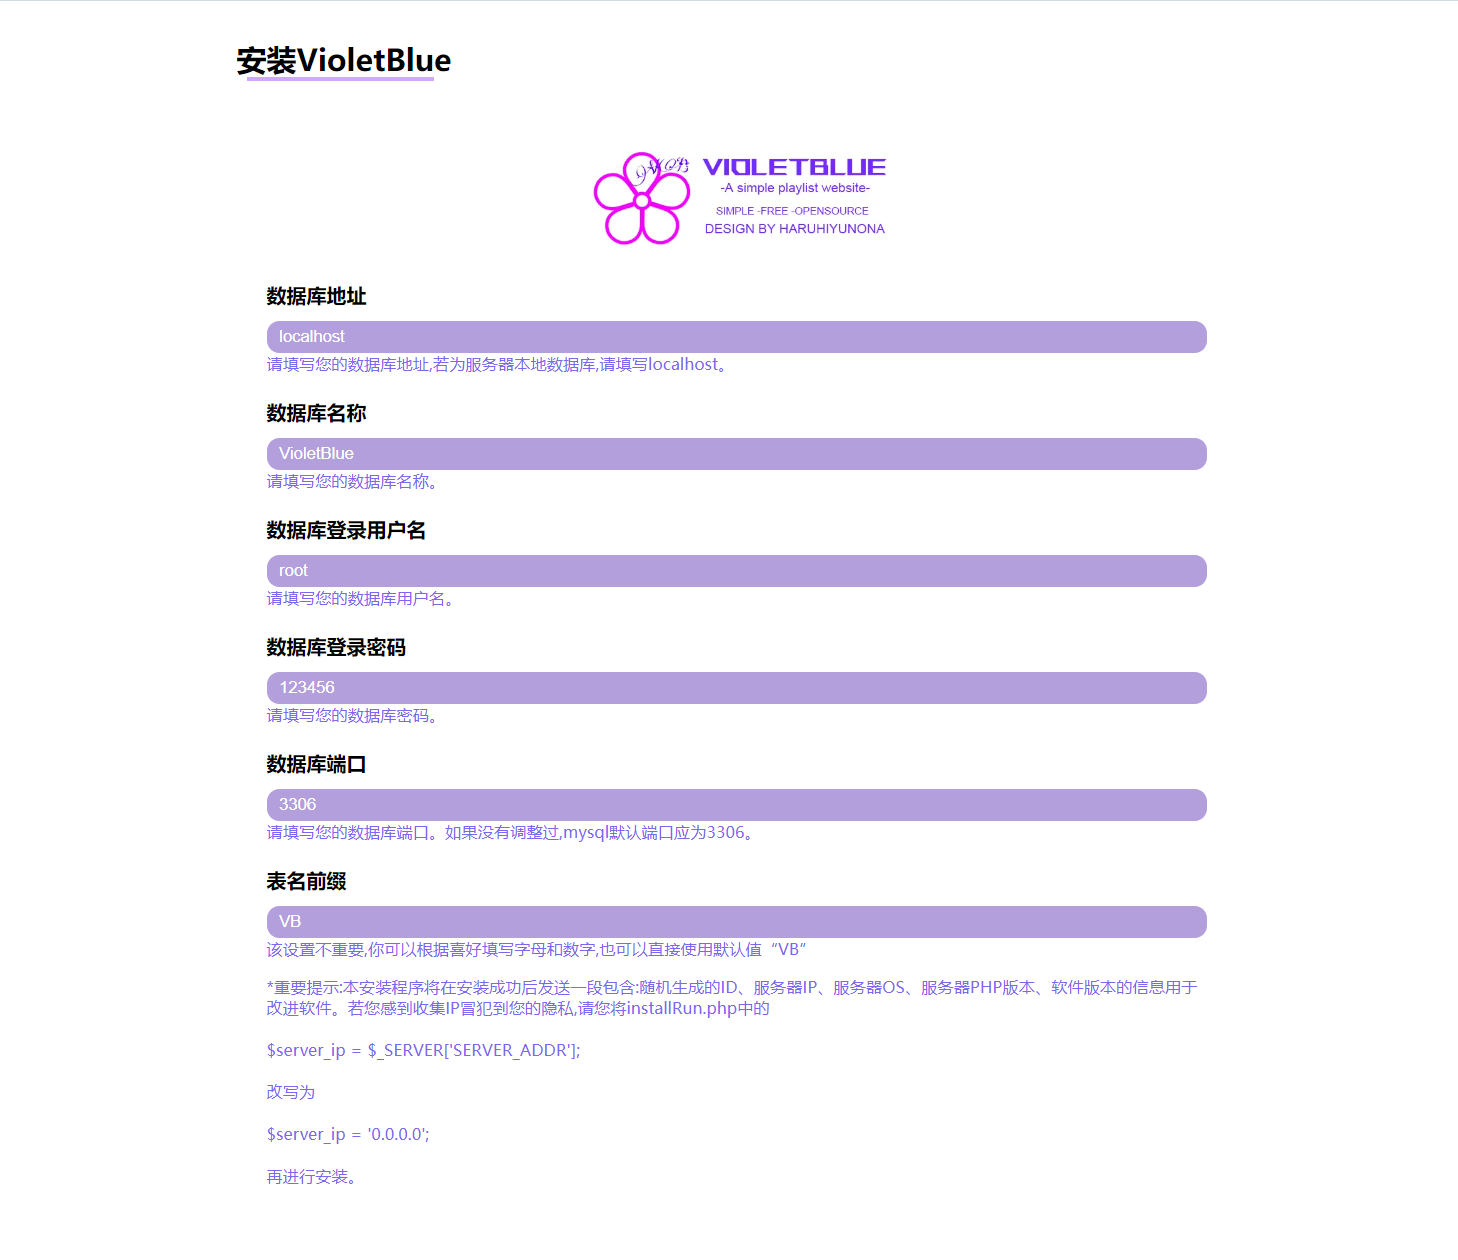 安装VioletBlue
VIOLETBLUE
-A simple playlist website-
SIMPLE -FREE -OPENSOURCE
DESIGN BY HARUHIYUNONA
数据库地址
localhost
请填写您的数据库地址,若为服务器本地数据库,请填写localhost。
数据库名称
VioletBlue
请填写您的数据库名称。
数据库登录用户名
root
请填写您的数据库用户名。
数据库登录密码
123456
请填写您的数据库密码。
数据库端口
3306
请填写您的数据库端口。如果没有调整过,mysql默认端口应为3306。
表名前缀
VB
该设置不重要,你可以根据喜好填写字母和数字,也可以直接使用默认值“VB”
*重要提示:本安装程序将在安装成功后发送一段包含:随机生成的ID、服务器IP、服务器OS、服务器PHP版本、软件版本的信息用于
改进软件。若您感到收集IP冒犯到您的隐私,请您将installRun.php中的
$server_ip = $_SERVER['SERVER_ADDR'];
改写为
$server_ip = '0.0.0.0';
再进行安装。